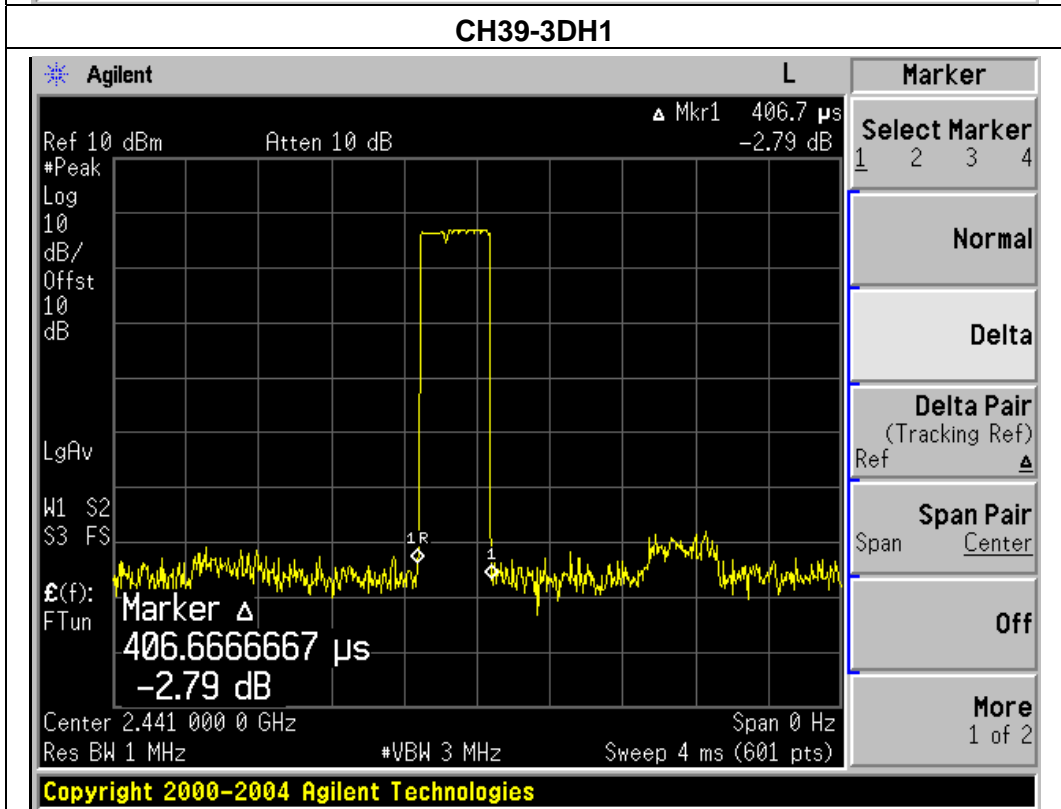 CH39-3DH1
Agilent L Marker
Δ Mkr1 406.7 µs
Ref 10 dBm Atten 10 dB -2.79 dB
#Peak
Log
10
dB/
Offst
10
dB
LgAv
W1 S2
S3 FS
£(f):
FTun
1R
1
Marker Δ
406.6666667 µs
-2.79 dB
Center 2.441 000 0 GHz Span 0 Hz
Res BW 1 MHz #VBW 3 MHz Sweep 4 ms (601 pts)
Copyright 2000-2004 Agilent Technologies
Select Marker
1 2 3 4
Normal
Delta
Delta Pair
(Tracking Ref)
Ref Δ
Span Pair
Span Center
Off
More
1 of 2